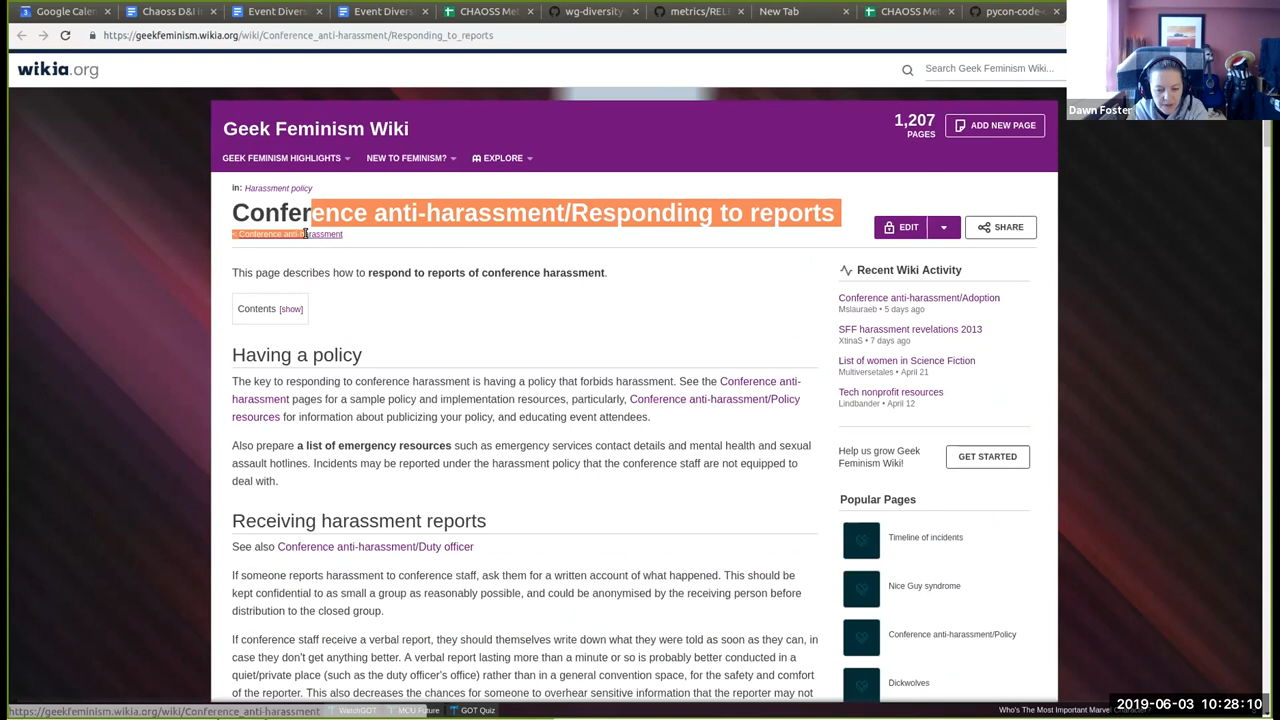 Google Calen
Chaoss D&I i
Event Divers
Event Divers
CHAOSS Me
wg-diversity
metrics/REL
New Tab
CHAOSS Me
pycon-code-
https://geekfeminism.wikia.org/wiki/Conference_anti-harassment/Responding_to_reports
wikia.org
Search Geek Feminism Wiki...
Dawn Foster
Geek Feminism Wiki
1,207
PAGES
ADD NEW PAGE
GEEK FEMINISM HIGHLIGHTS
NEW TO FEMINISM?
EXPLORE
in: Harassment policy
Conference anti-harassment/Responding to reports
< Conference anti-harassment
EDIT
SHARE
This page describes how to respond to reports of conference harassment.
Contents [show]
Having a policy
The key to responding to conference harassment is having a policy that forbids harassment. See the Conference anti-
harassment pages for a sample policy and implementation resources, particularly, Conference anti-harassment/Policy
resources for information about publicizing your policy, and educating event attendees.
Also prepare a list of emergency resources such as emergency services contact details and mental health and sexual
assault hotlines. Incidents may be reported under the harassment policy that the conference staff are not equipped to
deal with.
Receiving harassment reports
See also Conference anti-harassment/Duty officer
If someone reports harassment to conference staff, ask them for a written account of what happened. This should be
kept confidential to as small a group as reasonably possible, and could be anonymised by the receiving person before
distribution to the closed group.
If conference staff receive a verbal report, they should themselves write down what they were told as soon as they can, in
case they don't get anything better. A verbal report lasting more than a minute or so is probably better conducted in a
quiet/private place (such as the duty officer's office) rather than in a general convention space, for the safety and comfort
of the reporter. This also decreases the chances for someone to overhear sensitive information that the reporter may not
Recent Wiki Activity
Conference anti-harassment/Adoption
Mslauraeb • 5 days ago
SFF harassment revelations 2013
XtinaS • 7 days ago
List of women in Science Fiction
Multiversetales • April 21
Tech nonprofit resources
Lindbander • April 12
Help us grow Geek
Feminism Wiki!
GET STARTED
Popular Pages
Timeline of incidents
Nice Guy syndrome
Conference anti-harassment/Policy
Dickwolves
https://geekfeminism.wikia.org/wiki/Conference_anti-harassment
WatchGOT
MCU Future
GOT Quiz
Who's The Most Important Marvel
2019-06-03 10:28:10